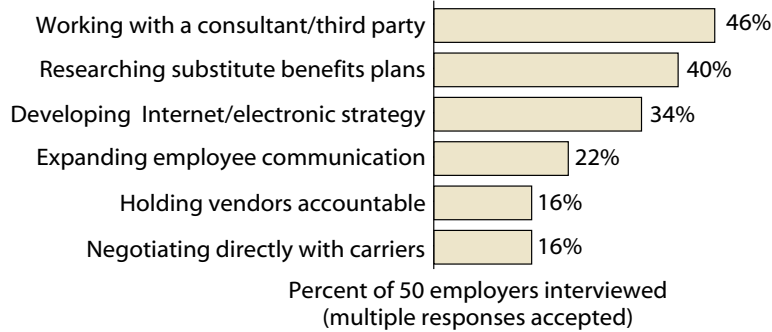 Working with a consultant/third party 46%
Researching substitute benefits plans 40%
Developing Internet/electronic strategy 34%
Expanding employee communication 22%
Holding vendors accountable 16%
Negotiating directly with carriers 16%
Percent of 50 employers interviewed
(multiple responses accepted)